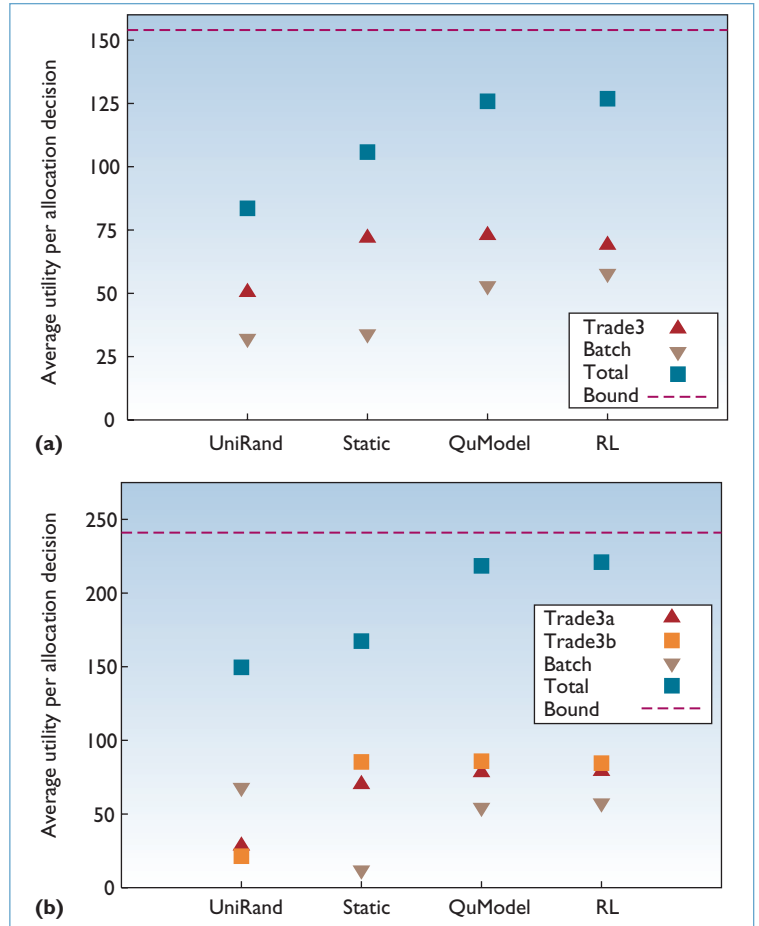 Average utility per allocation decision
150
125
100
75
50
25
0
Trade3
Batch
Total
Bound
UniRand Static QuModel RL
(a)
Average utility per allocation decision
250
200
150
100
50
0
Trade3a
Trade3b
Batch
Total
Bound
UniRand Static QuModel RL
(b)